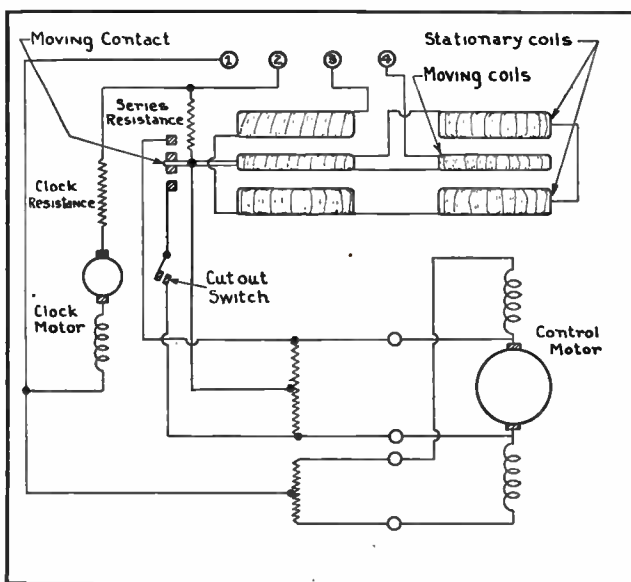 Moving Contact
1 2 3 4
Stationary coils
Moving coils
Series
Resistance
Clock
Resistance
Cutout
Switch
Clock
Motor
Control
Motor